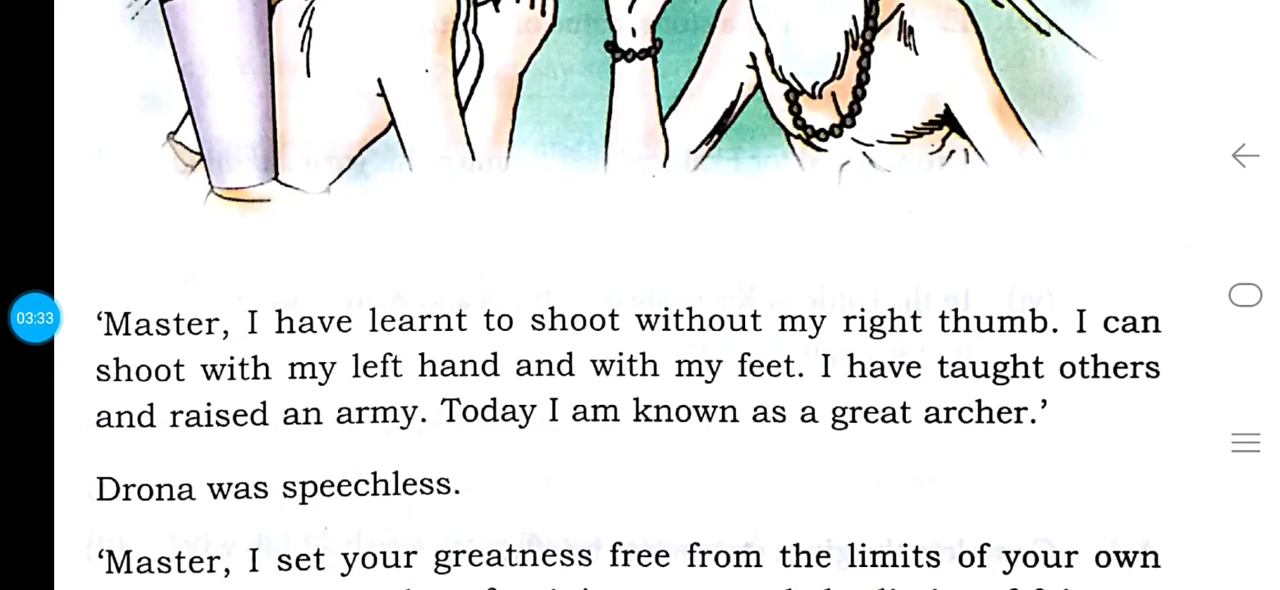 03:33
‘Master, I have learnt to shoot without my right thumb. I can
shoot with my left hand and with my feet. I have taught others
and raised an army. Today I am known as a great archer.’
Drona was speechless.
‘Master, I set your greatness free from the limits of your own